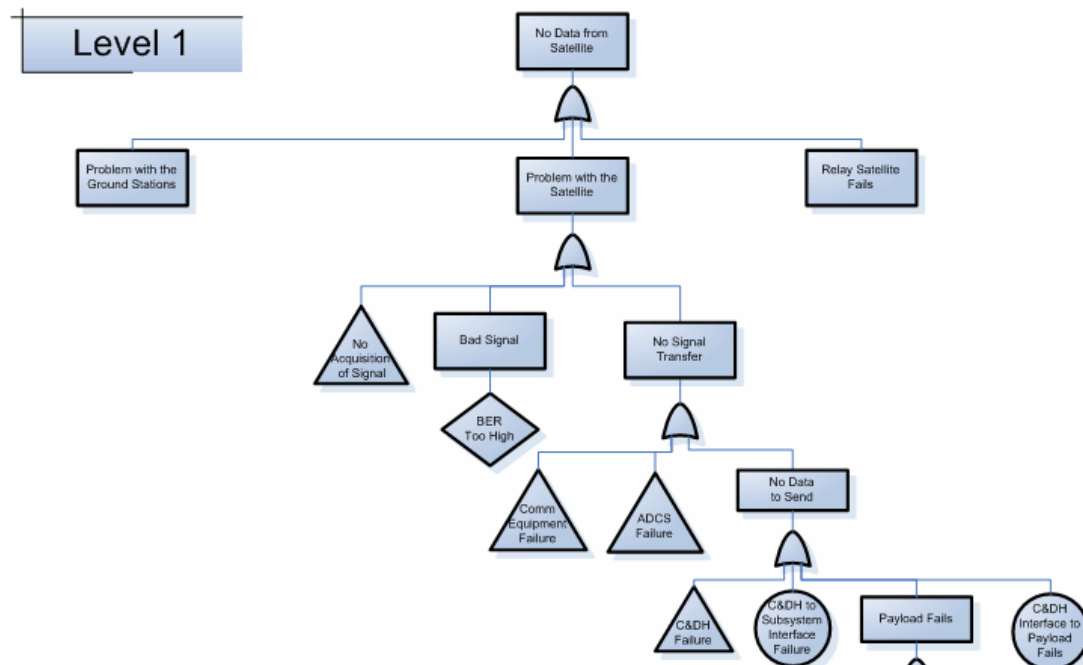 Level 1
No Data from
Satellite
Problem with the
Ground Stations
Problem with the
Satellite
Relay Satellite
Fails
No
Acquisition
of Signal
Bad Signal
No Signal
Transfer
BER
Too High
Comm
Equipment
Failure
ADCS
Failure
No Data
to Send
C&DH
Failure
C&DH to
Subsystem
Interface
Failure
Payload Fails
C&DH
Interface to
Payload
Fails